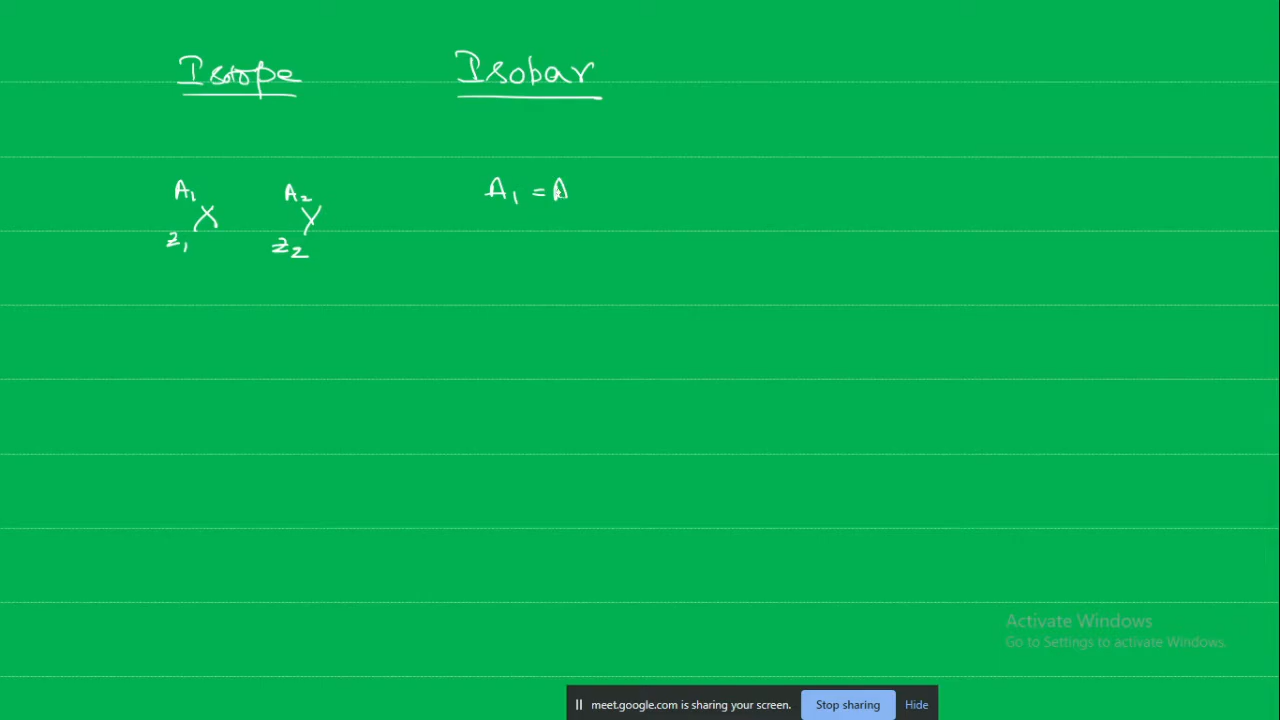 Isotope Isobar
A₁ A₂ A₁ = A
X Y
Z₁ Z₂
Activate Windows
Go to Settings to activate Windows.
meet.google.com is sharing your screen. Stop sharing Hide